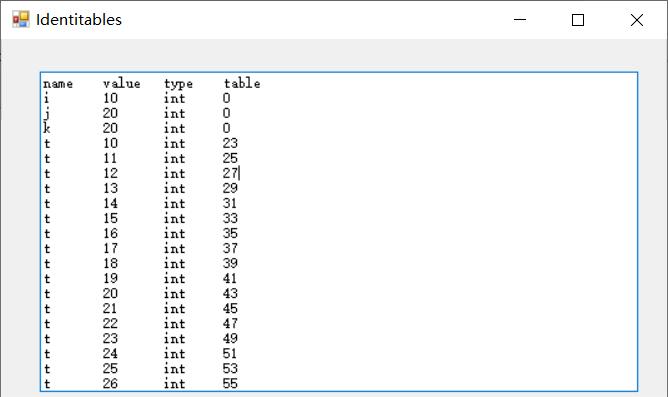 Identitables
name value type table
i 10 int 0
j 20 int 0
k 20 int 0
t 10 int 23
t 11 int 25
t 12 int 27
t 13 int 29
t 14 int 31
t 15 int 33
t 16 int 35
t 17 int 37
t 18 int 39
t 19 int 41
t 20 int 43
t 21 int 45
t 22 int 47
t 23 int 49
t 24 int 51
t 25 int 53
t 26 int 55